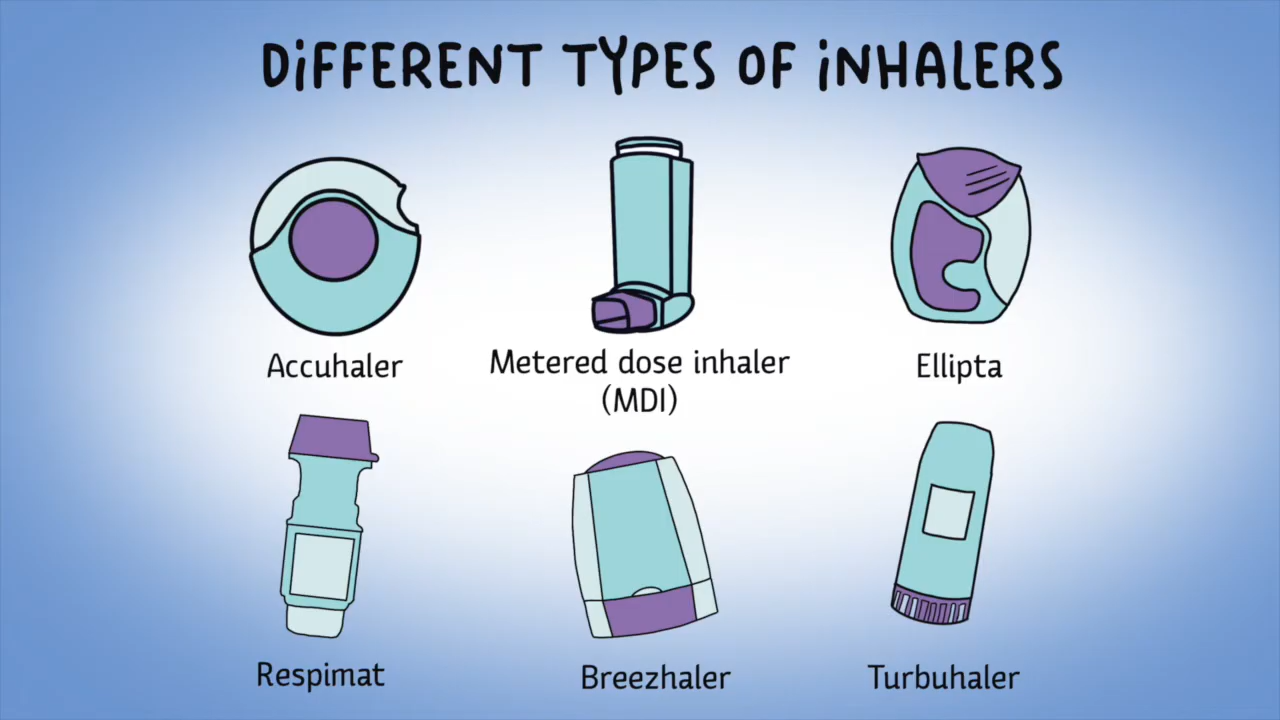 DiFFERENT TYPES OF iNHALERS
Accuhaler
Metered dose inhaler
(MDI)
Ellipta
Respimat
Breezhaler
Turbuhaler